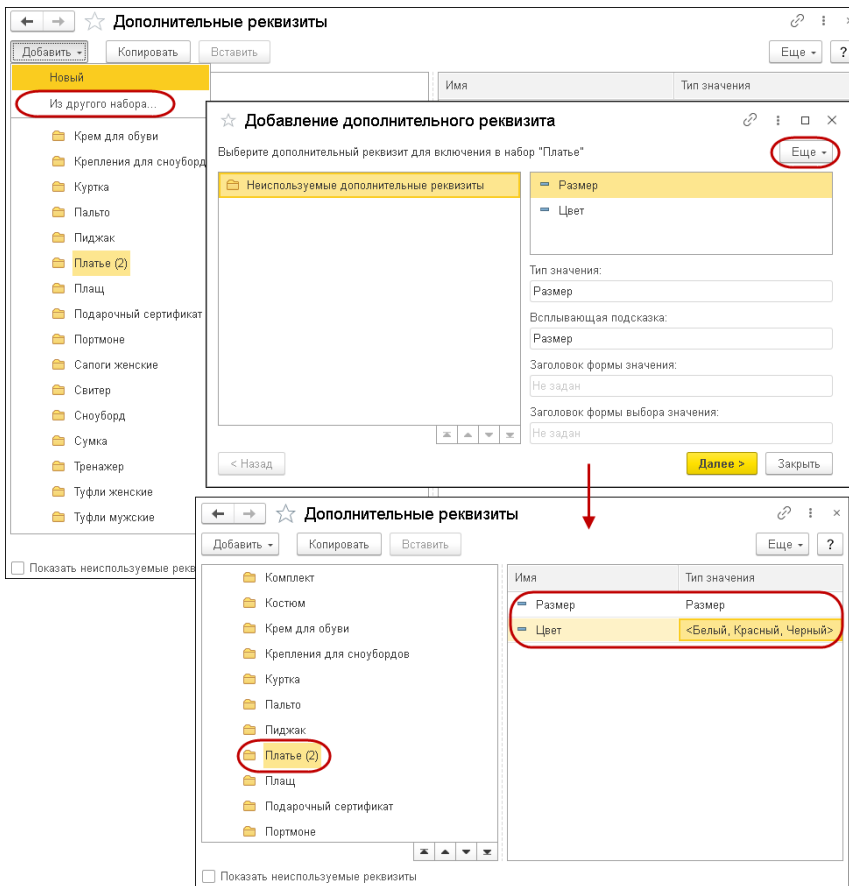 Дополнительные реквизиты
Добавить
Копировать
Вставить
Еще
?
Новый
Из другого набора...
Имя
Тип значения
Крем для обуви
Крепления для сноуборд
Куртка
Пальто
Пиджак
Платье (2)
Плащ
Подарочный сертификат
Портмоне
Сапоги женские
Свитер
Сноуборд
Сумка
Тренажер
Туфли женские
Туфли мужские
Показать неиспользуемые рекв
Добавление дополнительного реквизита
Выберите дополнительный реквизит для включения в набор "Платье"
Еще
Неиспользуемые дополнительные реквизиты
Размер
Цвет
Тип значения:
Размер
Всплывающая подсказка:
Размер
Заголовок формы значения:
Не задан
Заголовок формы выбора значения:
Не задан
< Назад
Далее >
Закрыть
Дополнительные реквизиты
Добавить
Копировать
Вставить
Еще
?
Комплект
Костюм
Крем для обуви
Крепления для сноубордов
Куртка
Пальто
Пиджак
Платье (2)
Плащ
Подарочный сертификат
Портмоне
Имя
Тип значения
Размер
Размер
Цвет
<Белый, Красный, Черный>
Показать неиспользуемые реквизиты